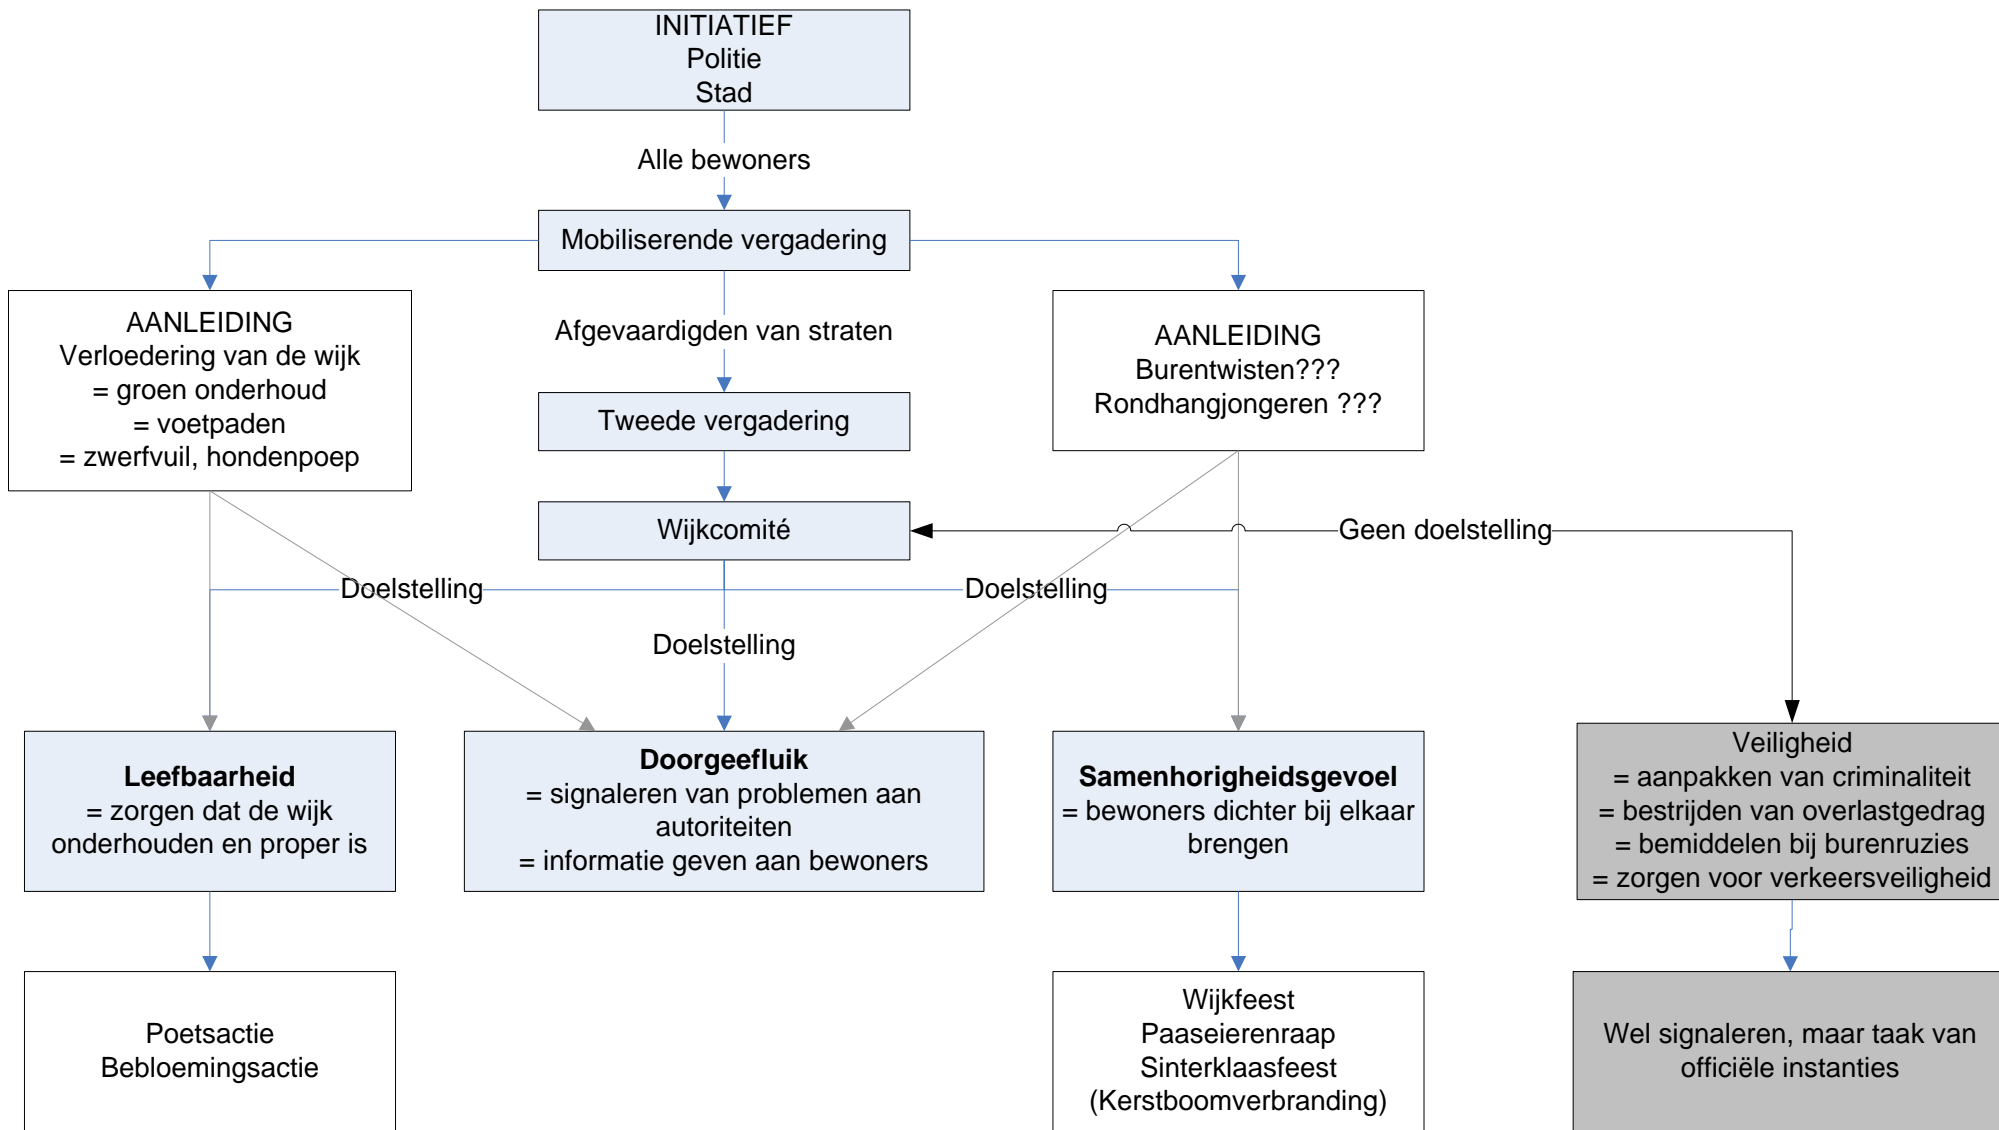 INITIATIEF
Politie
Stad
Alle bewoners
Mobiliserende vergadering
AANLEIDING
Verloedering van de wijk
= groen onderhoud
= voetpaden
= zwerfvuil, hondenpoep
Afgevaardigden van straten
AANLEIDING
Burentwisten???
Rondhangjongeren ???
Tweede vergadering
Wijkcomité
Geen doelstelling
Doelstelling
Doelstelling
Doelstelling
Leefbaarheid
= zorgen dat de wijk
onderhouden en proper is
Doorgeefluik
= signaleren van problemen aan
autoriteiten
= informatie geven aan bewoners
Samenhorigheidsgevoel
= bewoners dichter bij elkaar
brengen
Veiligheid
= aanpakken van criminaliteit
= bestrijden van overlastgedrag
= bemiddelen bij burenruzies
= zorgen voor verkeersveiligheid
Poetsactie
Bebloemingsactie
Wijkfeest
Paaseierenraap
Sinterklaasfeest
(Kerstboomverbranding)
Wel signaleren, maar taak van
officiële instanties